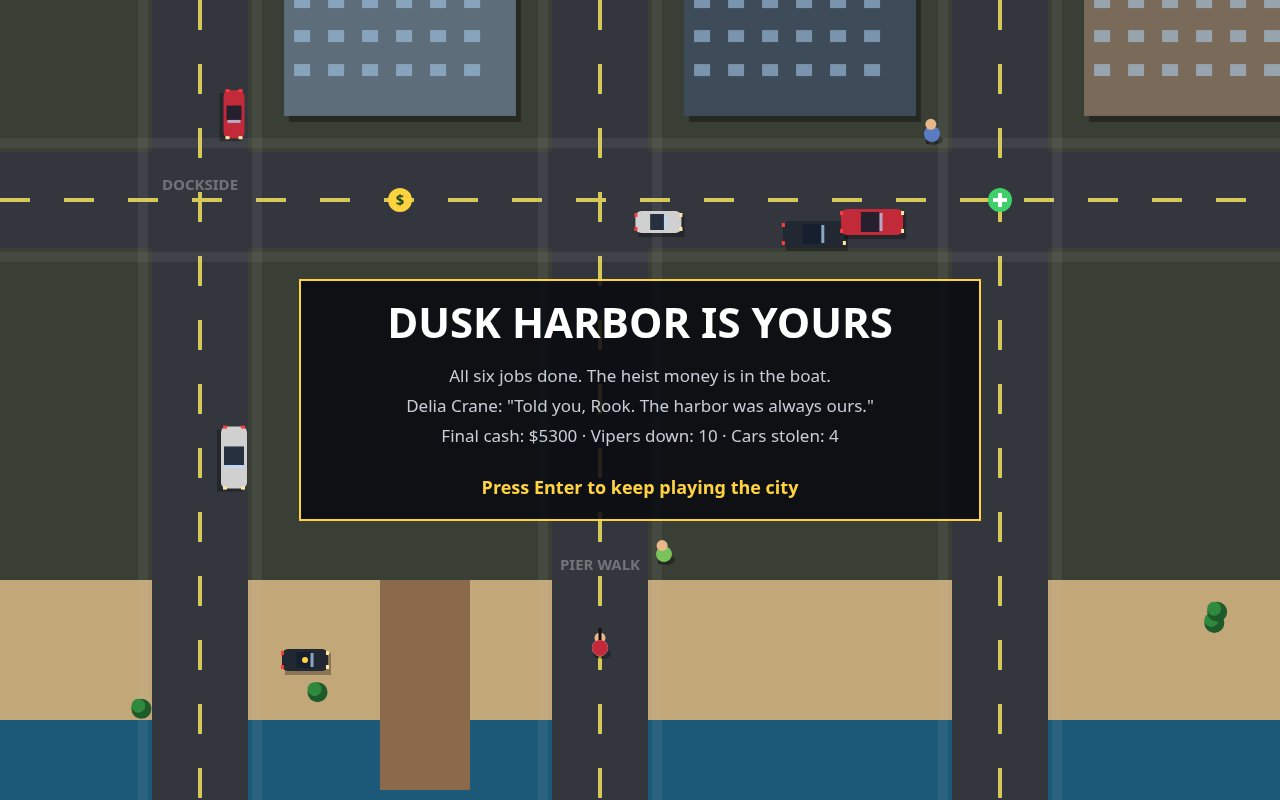 DOCKSIDE
$
DUSK HARBOR IS YOURS
All six jobs done. The heist money is in the boat.
Delia Crane: "Told you, Rook. The harbor was always ours."
Final cash: $5300 · Vipers down: 10 · Cars stolen: 4
Press Enter to keep playing the city
PIER WALK